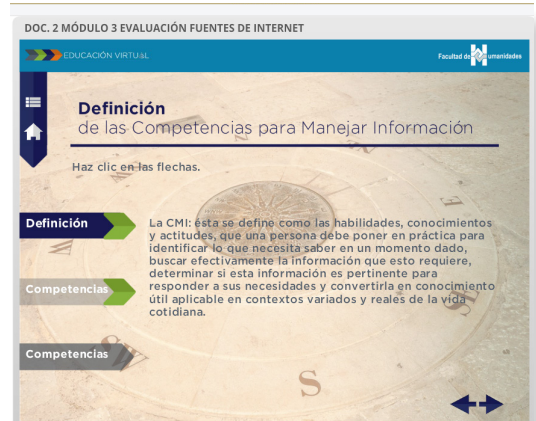 DOC. 2 MÓDULO 3 EVALUACIÓN FUENTES DE INTERNET
EDUCACIÓN VIRTUAL
Facultad de Humanidades
Definición
de las Competencias para Manejar Información
Haz clic en las flechas.
Definición
La CMI: ésta se define como las habilidades, conocimientos
y actitudes, que una persona debe poner en práctica para
identificar lo que necesita saber en un momento dado,
buscar efectivamente la información que esto requiere,
determinar si esta información es pertinente para
responder a sus necesidades y convertirla en conocimiento
útil aplicable en contextos variados y reales de la vida
cotidiana.
Competencias
Competencias
N
W
SW
S
SE
E